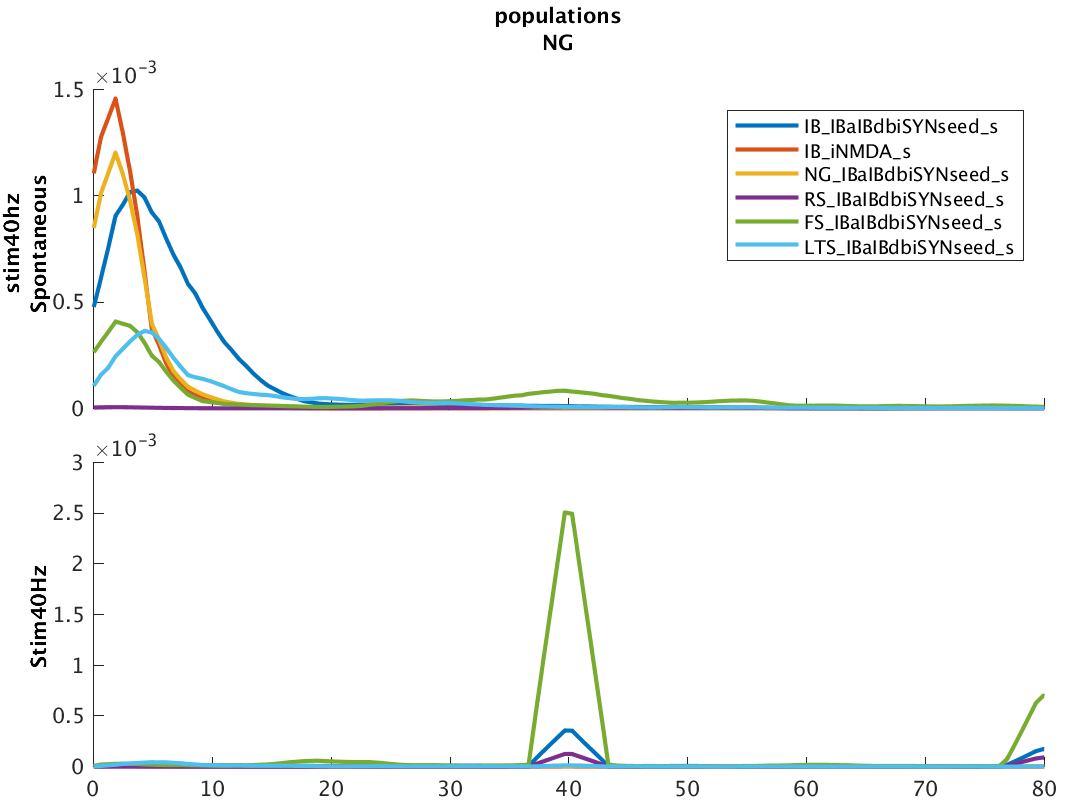 populations
NG
×10⁻³
1.5
1
0.5
0
stim40hz
Spontaneous
IB_IBaIBdbiSYNseed_s
IB_iNMDA_s
NG_IBaIBdbiSYNseed_s
RS_IBaIBdbiSYNseed_s
FS_IBaIBdbiSYNseed_s
LTS_IBaIBdbiSYNseed_s
×10⁻³
3
2.5
2
1.5
1
0.5
0
Stim40Hz
0 10 20 30 40 50 60 70 80